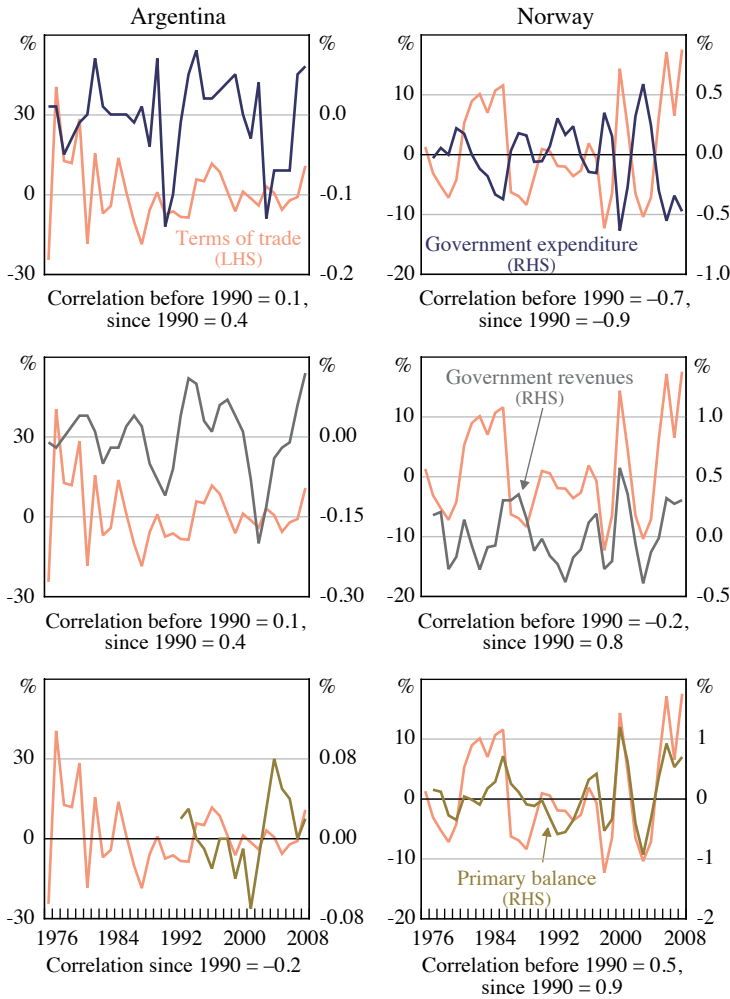 Argentina
Norway
% % % %
30 0.0 10 0.5
0 -0.1 0 0.0
-10 -0.5
-30 -0.2 -20 -1.0
Terms of trade
(LHS)
Government expenditure
(RHS)
Correlation before 1990 = 0.1,
since 1990 = 0.4
Correlation before 1990 = –0.7,
since 1990 = –0.9
% % % %
Government revenues
(RHS)
30 0.00 10 1.0
0 -0.15 0 0.5
-10 0.0
-30 -0.30 -20 -0.5
Correlation before 1990 = 0.1,
since 1990 = 0.4
Correlation before 1990 = –0.2,
since 1990 = 0.8
% % % %
30 0.08 10 1
0 0.00 0 0
-10 -1
Primary balance
(RHS)
-30 -0.08 -20 -2
1976 1984 1992 2000 2008 1976 1984 1992 2000 2008
Correlation since 1990 = –0.2
Correlation before 1990 = 0.5,
since 1990 = 0.9